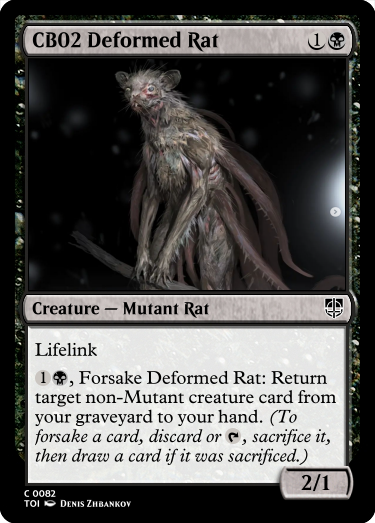 CB02 Deformed Rat 1
Creature — Mutant Rat
Lifelink
1, Forsake Deformed Rat: Return
target non-Mutant creature card from
your graveyard to your hand. (To
forsake a card, discard or, sacrifice it,
then draw a card if it was sacrificed.)
2/1
C 0082
TOI Denis Zhbankov